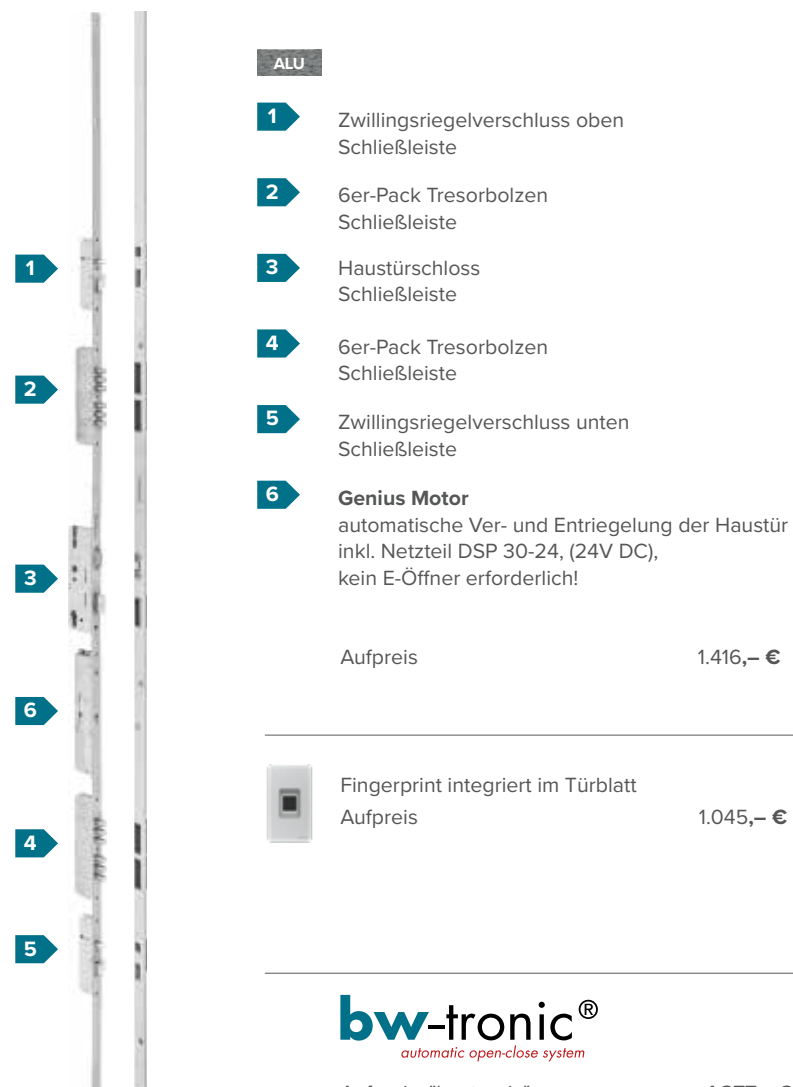 ALU
1
Zwillingsriegelverschluss oben
Schließleiste
2
6er-Pack Tresorbolzen
Schließleiste
3
Haustürschloss
Schließleiste
4
6er-Pack Tresorbolzen
Schließleiste
5
Zwillingsriegelverschluss unten
Schließleiste
6
Genius Motor
automatische Ver- und Entriegelung der Haustür
inkl. Netzteil DSP 30-24, (24V DC),
kein E-Öffner erforderlich!
Aufpreis 1.416,– €
Fingerprint integriert im Türblatt
Aufpreis 1.045,– €
bw-tronic®
automatic open-close system
1
2
3
6
4
5